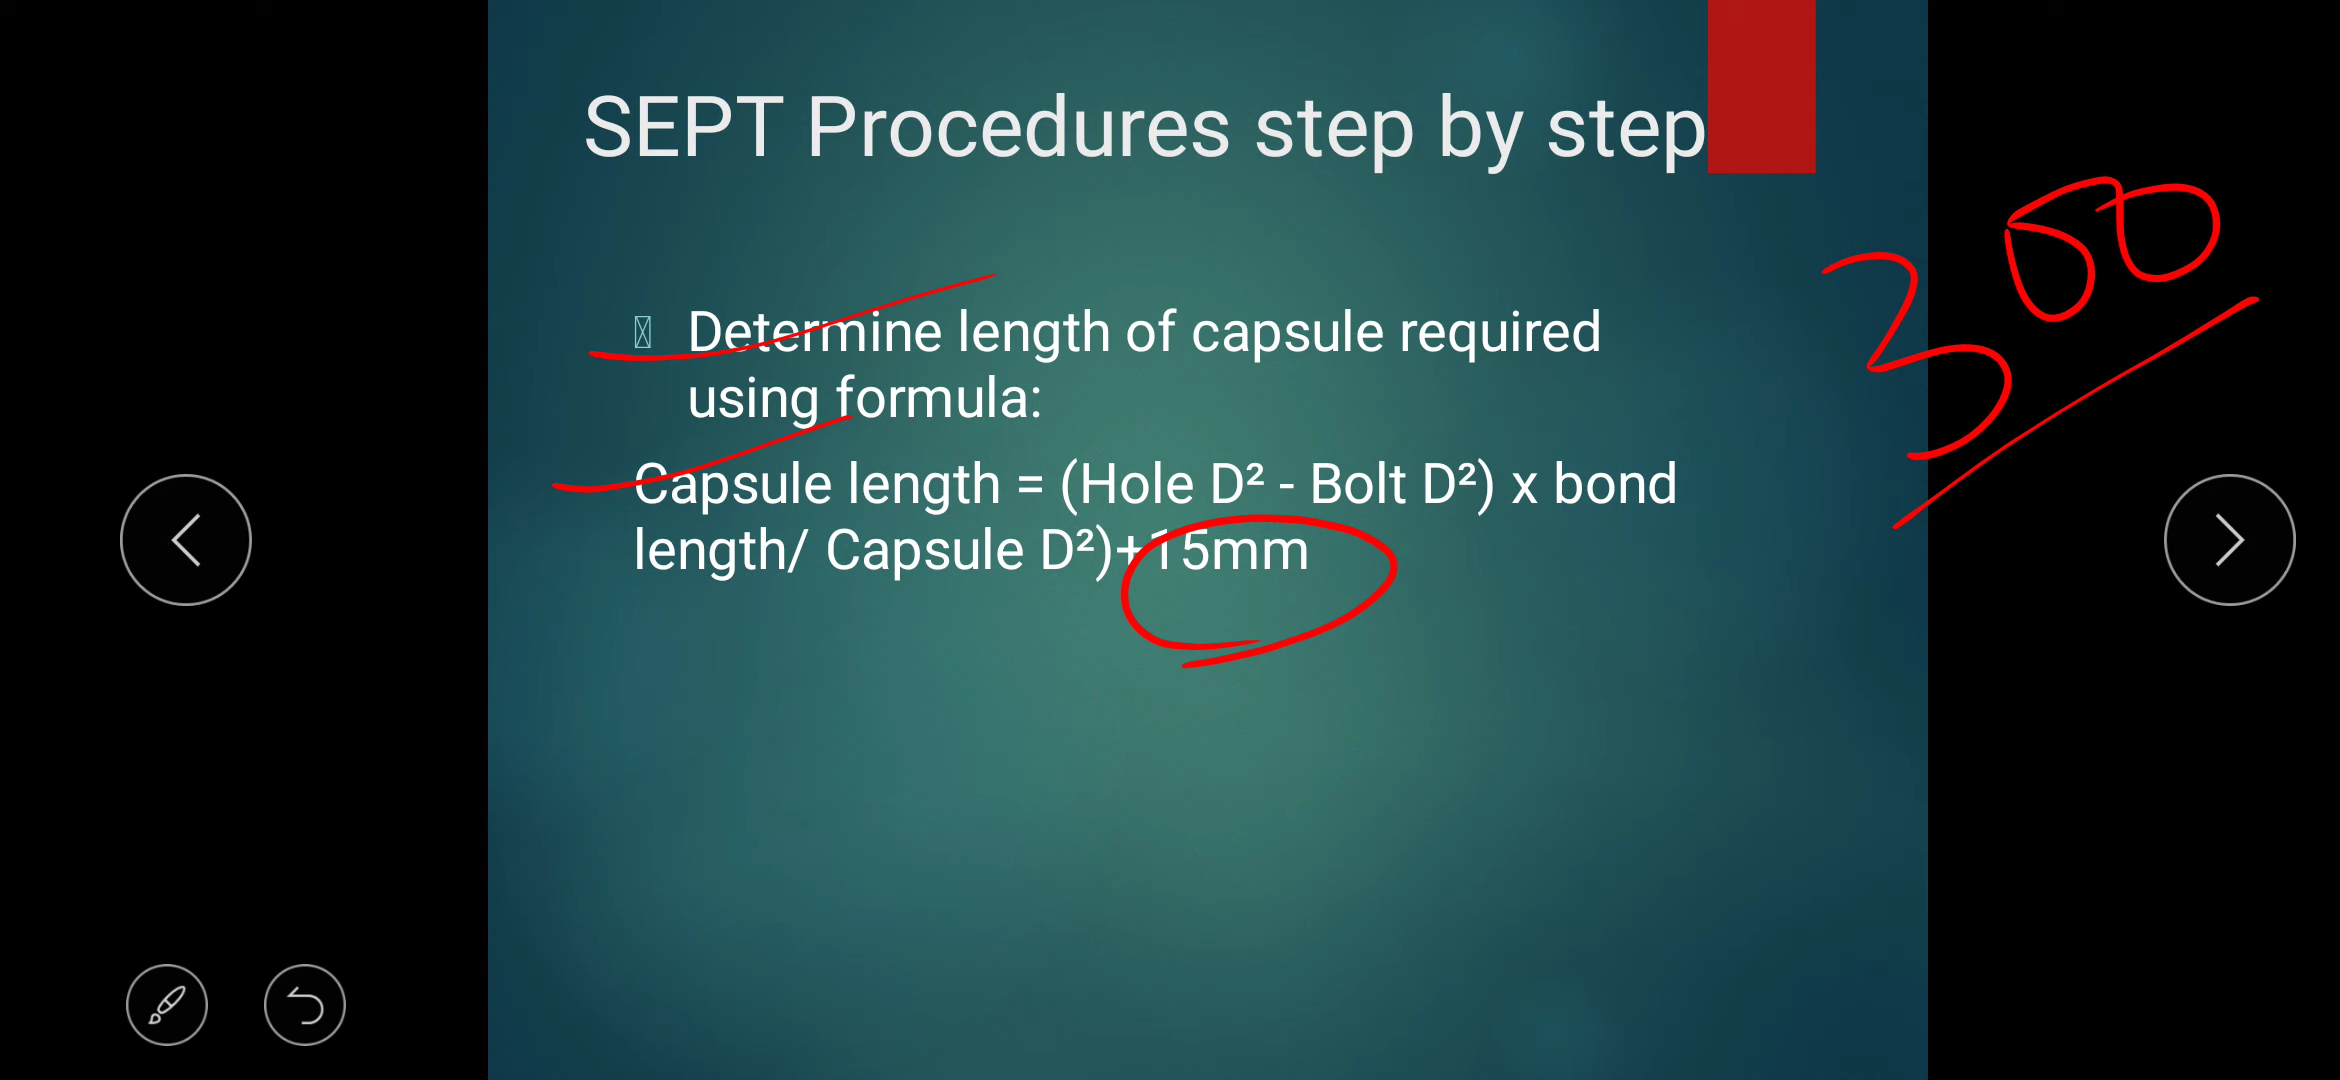 SEPT Procedures step by step
Determine length of capsule required
using formula:
Capsule length = (Hole D² - Bolt D²) x bond
length/ Capsule D²)+15mm
300